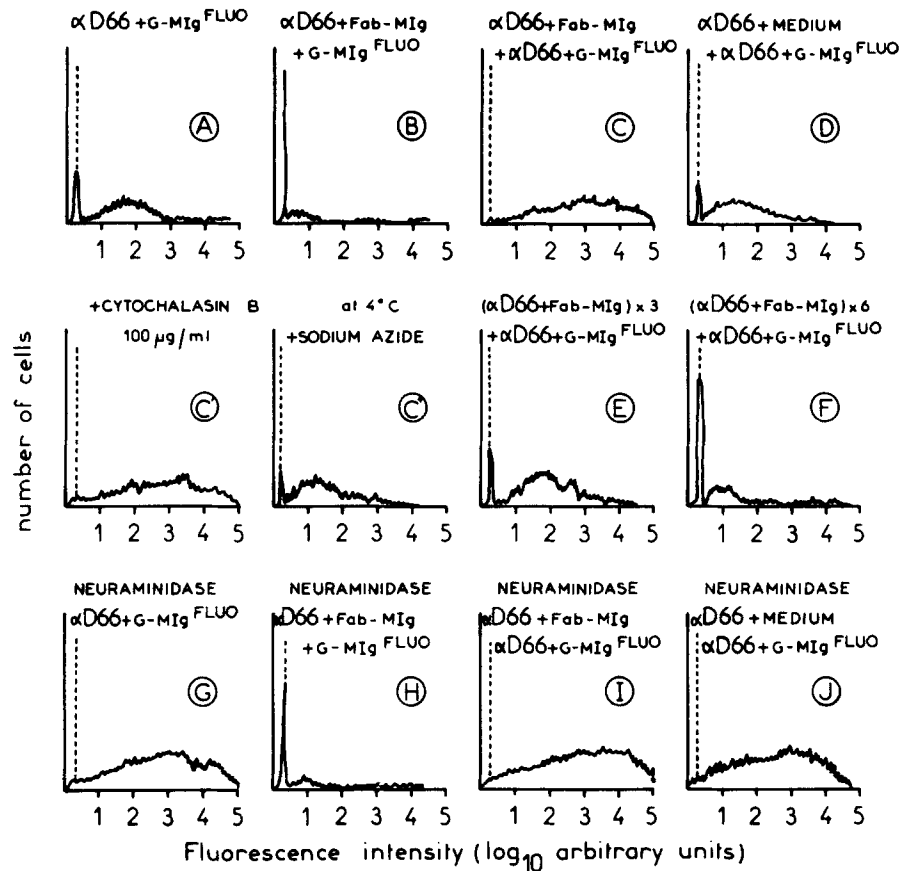 αD66+G-MIg FLUO
αD66+Fab-MIg
+G-MIg FLUO
αD66+Fab-MIg
+αD66+G-MIg FLUO
αD66+MEDIUM
+αD66+G-MIg FLUO
A
B
C
D
1 2 3 4 5
1 2 3 4 5
1 2 3 4 5
1 2 3 4 5
+CYTOCHALASIN B
100 µg/ml
at 4°C
+SODIUM AZIDE
(αD66+Fab-MIg)×3
+αD66+G-MIg FLUO
(αD66+Fab-MIg)×6
+αD66+G-MIg FLUO
C'
C"
E
F
1 2 3 4 5
1 2 3 4 5
1 2 3 4 5
1 2 3 4 5
number of cells
NEURAMINIDASE
αD66+G-MIg FLUO
NEURAMINIDASE
αD66+Fab-MIg
+G-MIg FLUO
NEURAMINIDASE
αD66+Fab-MIg
αD66+G-MIg FLUO
NEURAMINIDASE
αD66+MEDIUM
αD66+G-MIg FLUO
G
H
I
J
1 2 3 4 5
1 2 3 4 5
1 2 3 4 5
1 2 3 4 5
Fluorescence intensity (log10 arbitrary units)